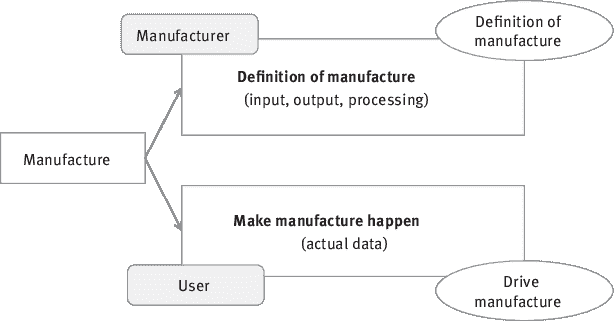 Manufacturer
Definition of
manufacture
Definition of manufacture
(input, output, processing)
Manufacture
Make manufacture happen
(actual data)
User
Drive
manufacture